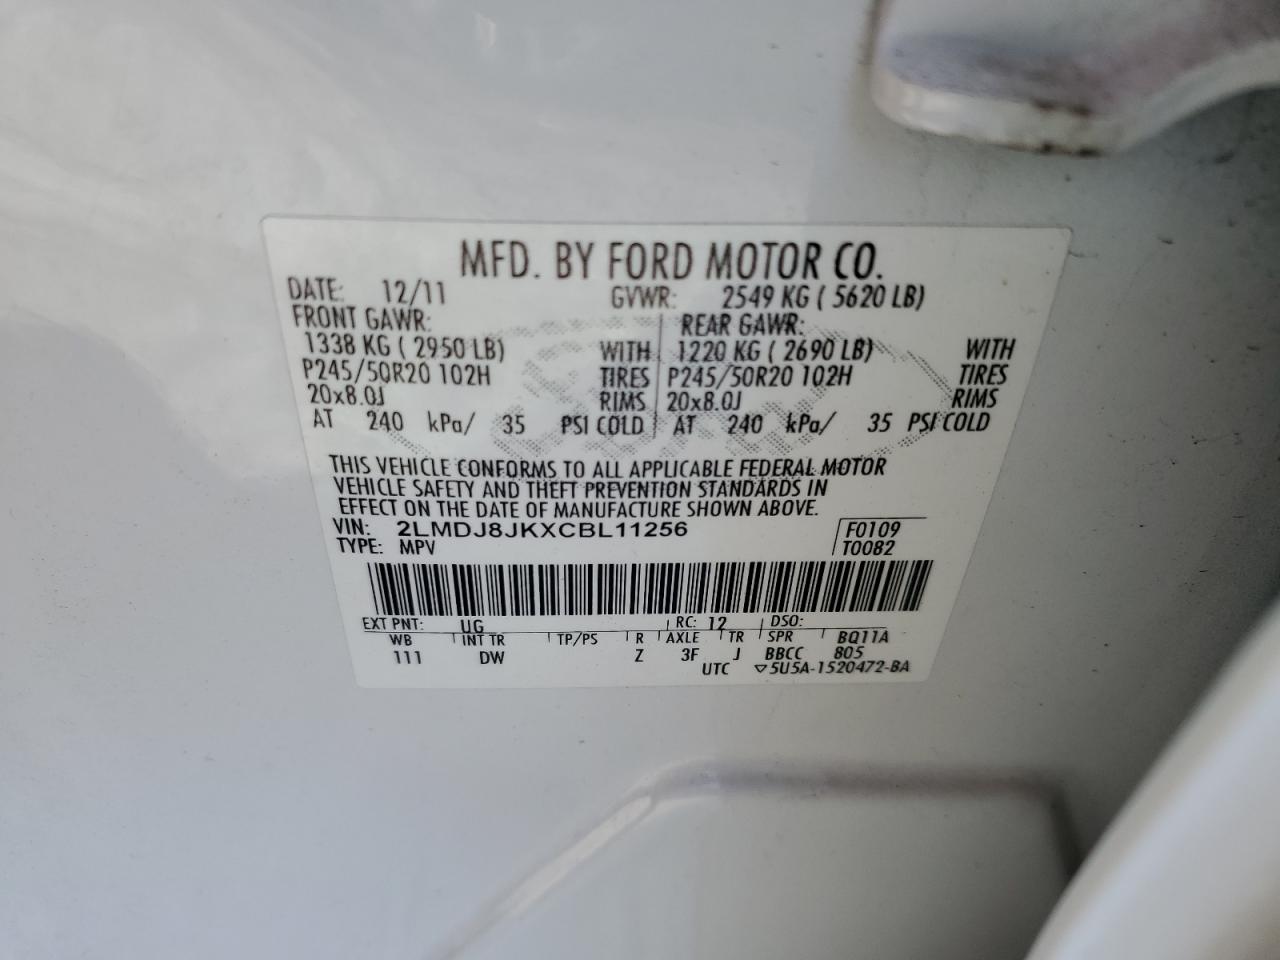 MFD. BY FORD MOTOR CO.
DATE: 12/11 GVWR: 2549 KG ( 5620 LB)
FRONT GAWR: REAR GAWR:
1338 KG ( 2950 LB) WITH 1220 KG ( 2690 LB) WITH
P245/50R20 102H TIRES P245/50R20 102H TIRES
20x8.0J RIMS 20x8.0J RIMS
AT 240 kPa/ 35 PSI COLD AT 240 kPa/ 35 PSI COLD
THIS VEHICLE CONFORMS TO ALL APPLICABLE FEDERAL MOTOR
VEHICLE SAFETY AND THEFT PREVENTION STANDARDS IN
EFFECT ON THE DATE OF MANUFACTURE SHOWN ABOVE.
VIN: 2LMDJ8JKXCBL11256 F0109
TYPE: MPV T0082
EXT PNT: UG RC: 12 DSO:
WB INT TR TP/PS R AXLE TR SPR BQ11A
111 DW Z 3F J BBCC 805
UTC ▽5U5A-1520472-BA